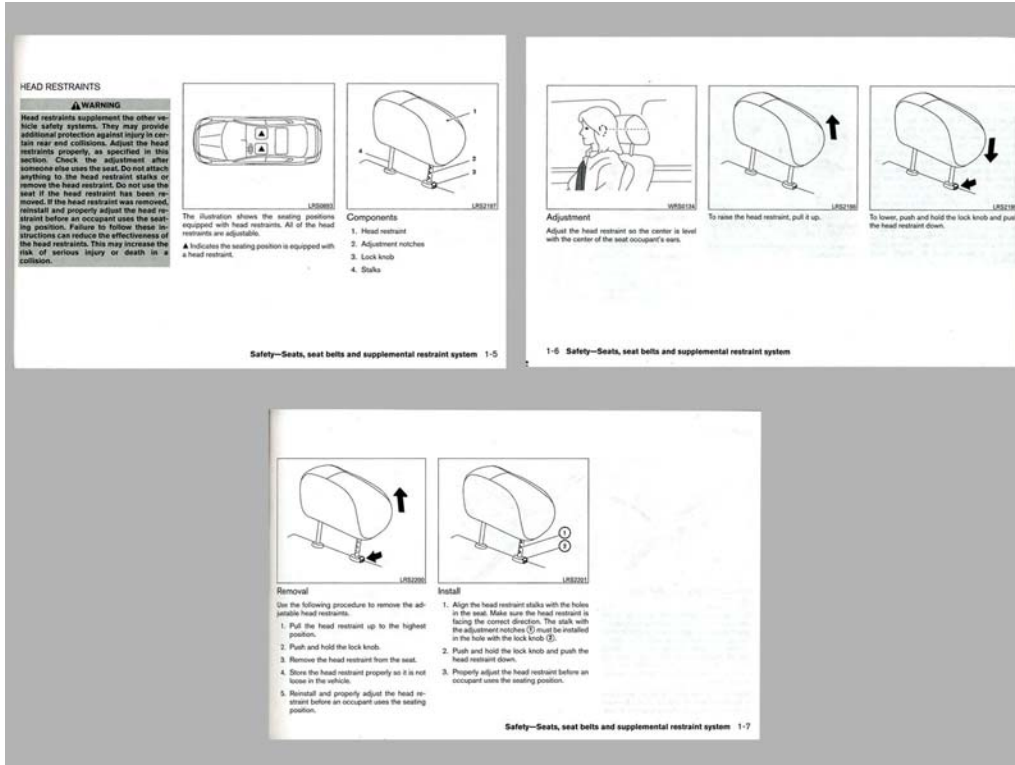 HEAD RESTRAINTS
WARNING
Head restraints supplement the other ve-
hicle safety systems. They may provide
additional protection against injury in cer-
tain rear end collisions. Adjust the head
restraints properly, as specified in this
section. Check the adjustment after
someone else uses the seat. Do not attach
anything to the head restraint stalks or
remove the head restraint. Do not use the
seat if the head restraint has been re-
moved. If the head restraint was removed,
reinstall and properly adjust the head re-
straint before an occupant uses the seat-
ing position. Failure to follow these in-
structions can reduce the effectiveness of
the head restraints. This may increase the
risk of serious injury or death in a
collision.
LRS0893
The illustration shows the seating positions
equipped with head restraints. All of the head
restraints are adjustable.
▲ Indicates the seating position is equipped with
a head restraint.
1
4
2
3
LRS2197
Components
1. Head restraint
2. Adjustment notches
3. Lock knob
4. Stalks
Safety—Seats, seat belts and supplemental restraint system 1-5
WRS0134
Adjustment
Adjust the head restraint so the center is level
with the center of the seat occupant's ears.
LRS2198
To raise the head restraint, pull it up.
To lower, push and hold the lock knob and
the head restraint down.
1-6 Safety—Seats, seat belts and supplemental restraint system
LRS2200
Removal
Use the following procedure to remove the ad-
justable head restraints.
1. Pull the head restraint up to the highest
position.
2. Push and hold the lock knob.
3. Remove the head restraint from the seat.
4. Store the head restraint properly so it is not
loose in the vehicle.
5. Reinstall and properly adjust the head re-
straint before an occupant uses the seating
position.
1
2
LRS2201
Install
1. Align the head restraint stalks with the holes
in the seat. Make sure the head restraint is
facing the correct direction. The stalk with
the adjustment notches ① must be installed
in the hole with the lock knob ②.
2. Push and hold the lock knob and push the
head restraint down.
3. Properly adjust the head restraint before an
occupant uses the seating position.
Safety—Seats, seat belts and supplemental restraint system 1-7